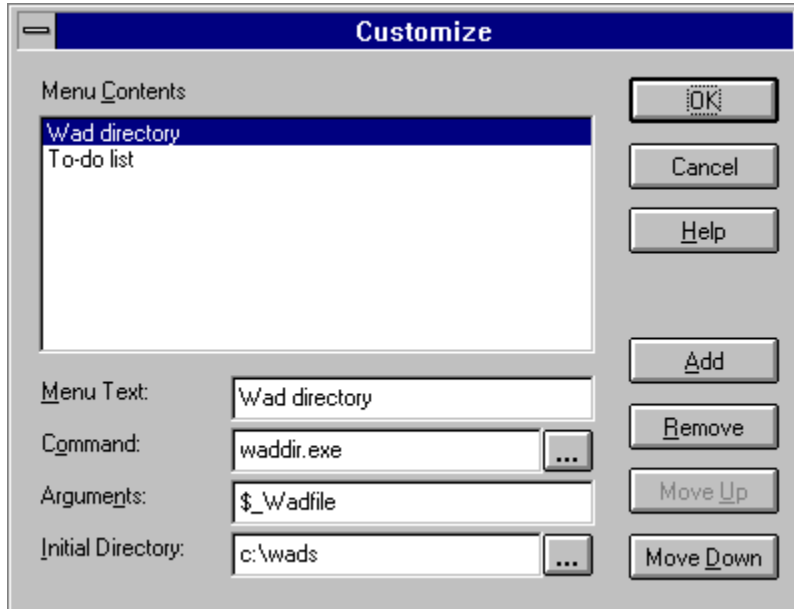 Customize
Menu Contents
Wad directory
To-do list
OK
Cancel
Help
Add
Remove
Move Up
Move Down
Menu Text:
Wad directory
Command:
waddir.exe
...
Arguments:
$_Wadfile
Initial Directory:
c:\wads
...